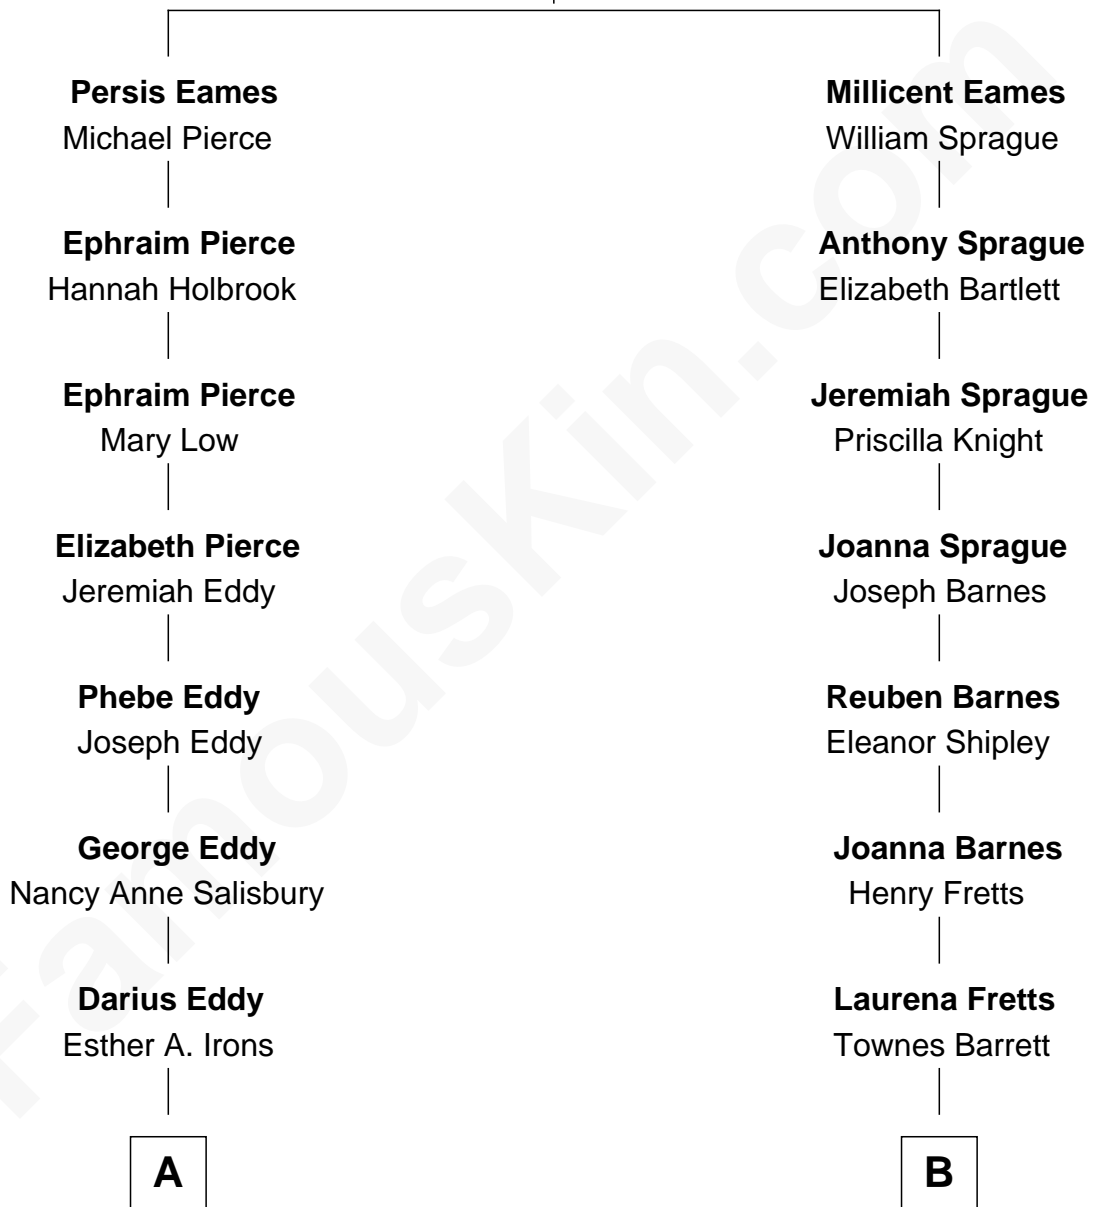 Persis Eames
Michael Pierce
Ephraim Pierce
Hannah Holbrook
Ephraim Pierce
Mary Low
Elizabeth Pierce
Jeremiah Eddy
Phebe Eddy
Joseph Eddy
George Eddy
Nancy Anne Salisbury
Darius Eddy
Esther A. Irons
A
Millicent Eames
William Sprague
Anthony Sprague
Elizabeth Bartlett
Jeremiah Sprague
Priscilla Knight
Joanna Sprague
Joseph Barnes
Reuben Barnes
Eleanor Shipley
Joanna Barnes
Henry Fretts
Laurena Fretts
Townes Barrett
B
FamousKin.com